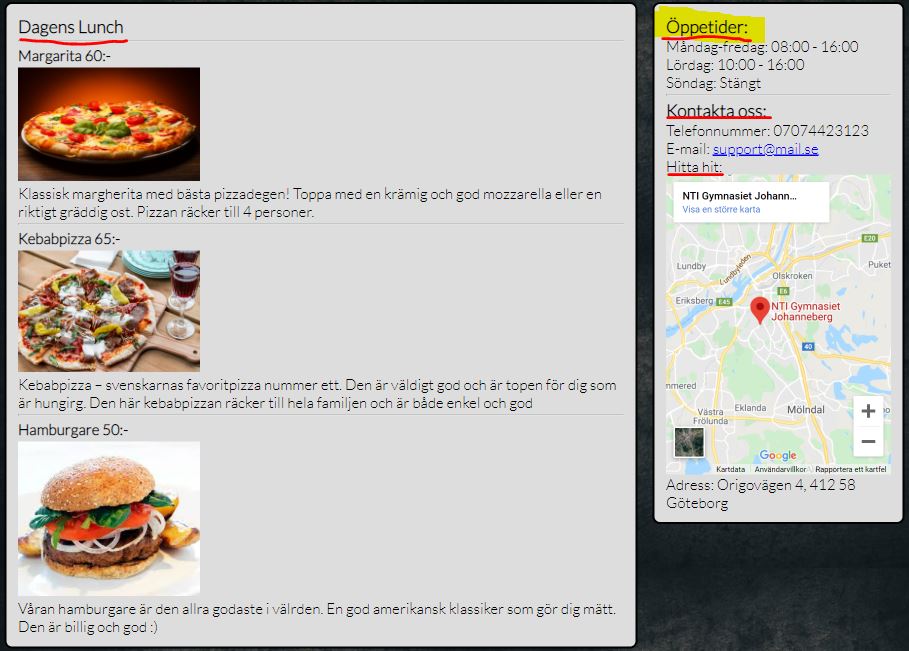 Dagens Lunch
Margarita 60:-
Klassisk margherita med bästa pizzadegen! Toppa med en krämig och god mozzarella eller en
riktigt gräddig ost. Pizzan räcker till 4 personer.
Kebabpizza 65:-
Kebabpizza – svenskarnas favoritpizza nummer ett. Den är väldigt god och är topen för dig som
är hungirg. Den här kebabpizzan räcker till hela familjen och är både enkel och god
Hamburgare 50:-
Våran hamburgare är den allra godaste i välrden. En god amerikansk klassiker som gör dig mätt.
Den är billig och god :)
Öppetider:
Måndag-fredag: 08:00 - 16:00
Lördag: 10:00 - 16:00
Söndag: Stängt
Kontakta oss:
Telefonnummer: 07074423123
E-mail: support@mail.se
Hitta hit:
NTI Gymnasiet Johann...
Visa en större karta
E20
Lundby
Lundbyleden
Olskroken
Puket
E6
Eriksberg
E45
NTI Gymnasiet
Johanneberg
40
mmered
Västra
Frölunda
Eklanda
Mölndal
+
−
Google
Kartdata
Användarvillkor
Rapportera ett kartfel
Adress: Origovägen 4, 412 58
Göteborg